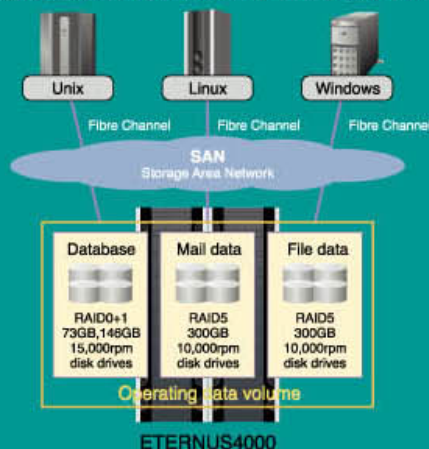 Unix
Linux
Windows
Fibre Channel
Fibre Channel
Fibre Channel
SAN
Storage Area Network
Database
RAID0+1
73GB,146GB
15,000rpm
disk drives
Mail data
RAID5
300GB
10,000rpm
disk drives
File data
RAID5
300GB
10,000rpm
disk drives
Operating data volume
ETERNUS4000